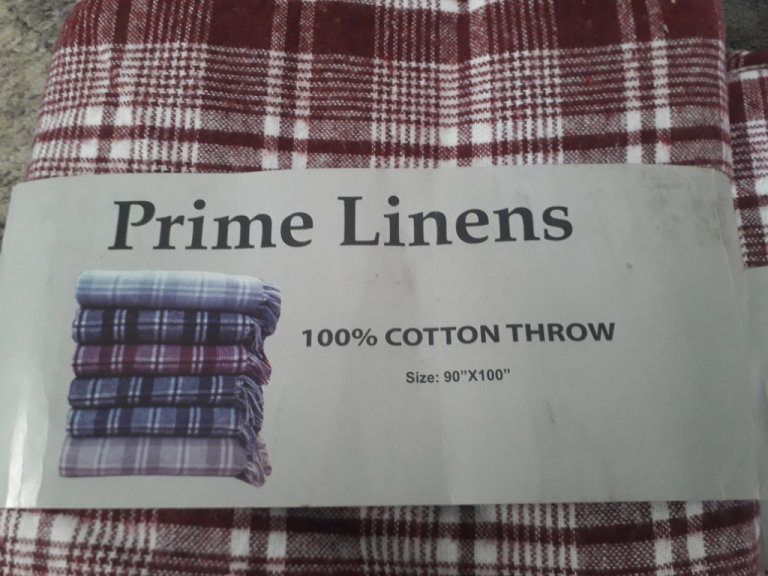 Prime Linens
100% COTTON THROW
Size: 90"X100"